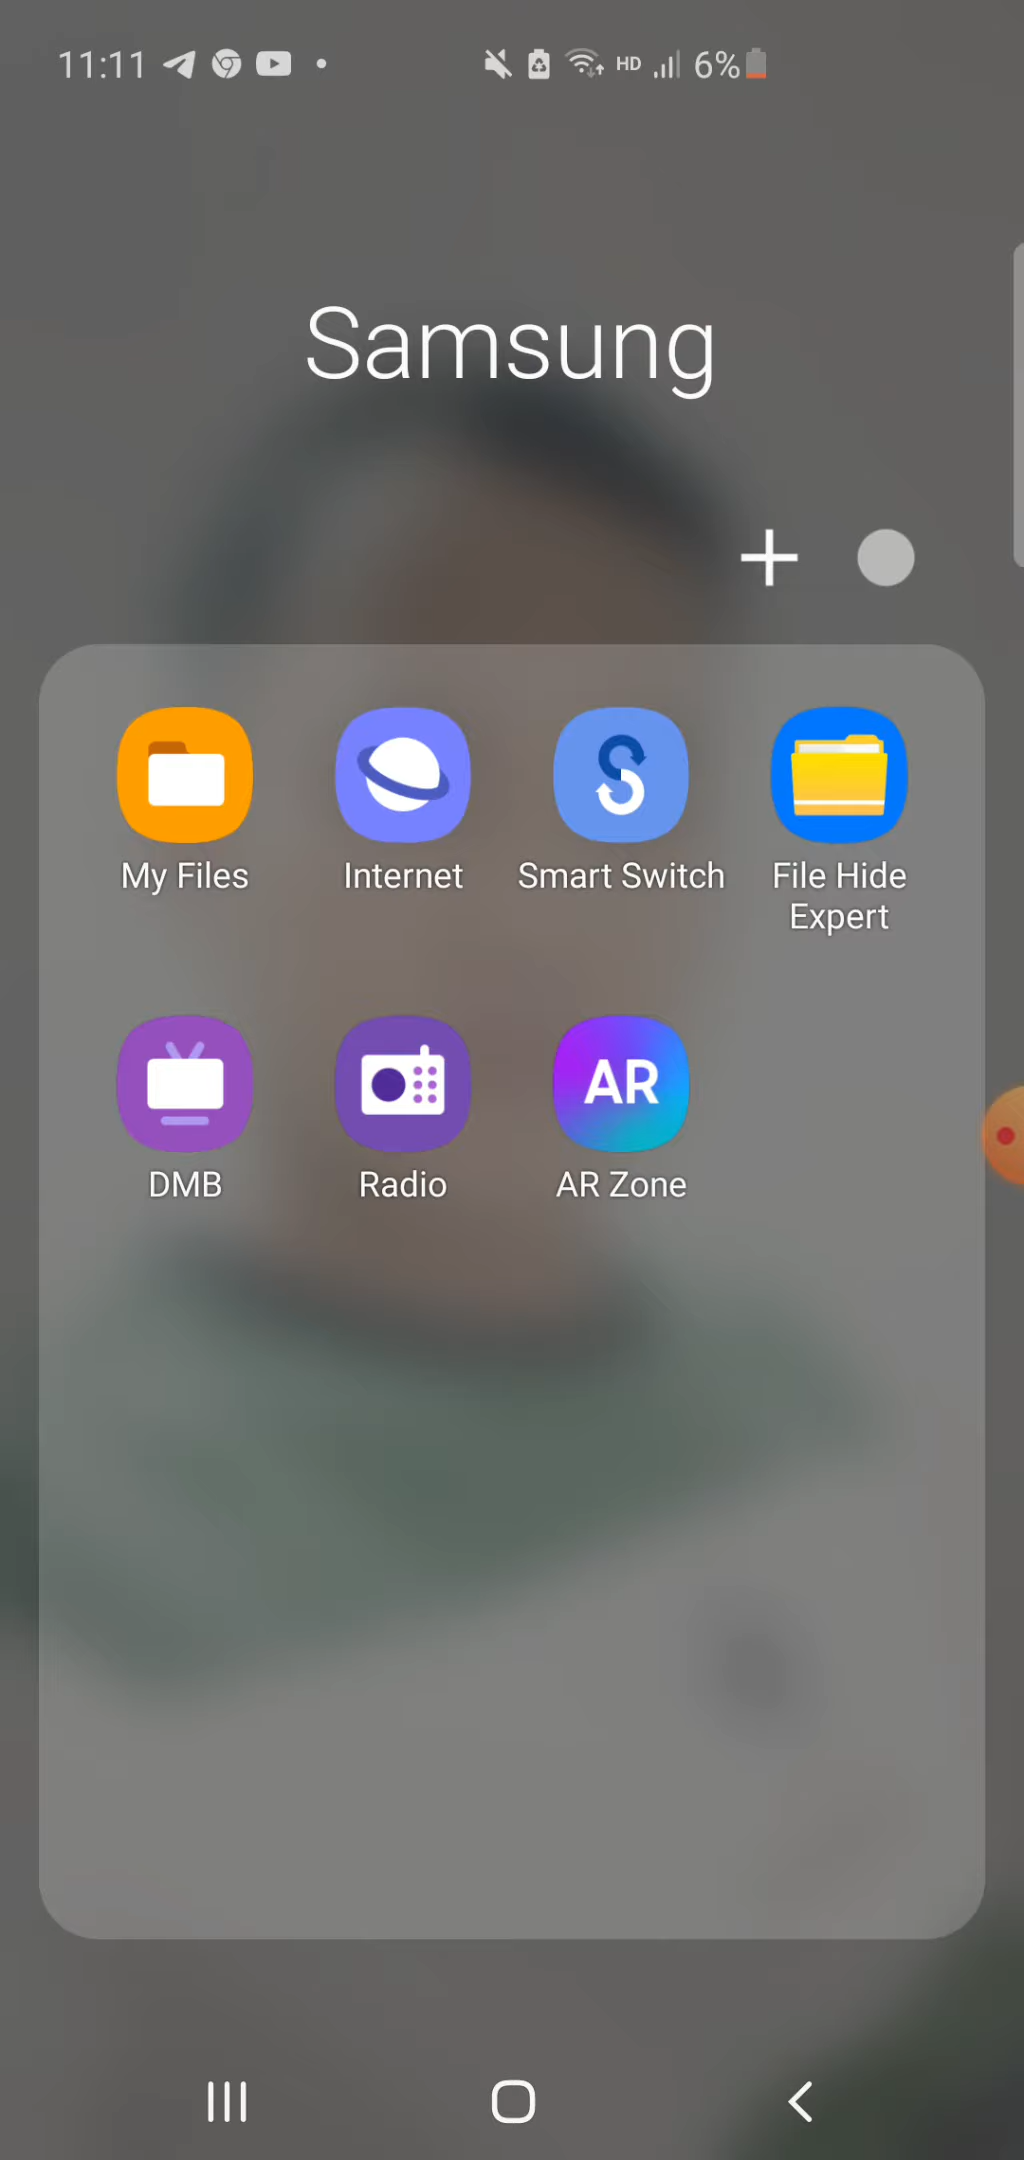 11:11 HD 6%
Samsung
My Files Internet Smart Switch File Hide
Expert
AR
DMB Radio AR Zone